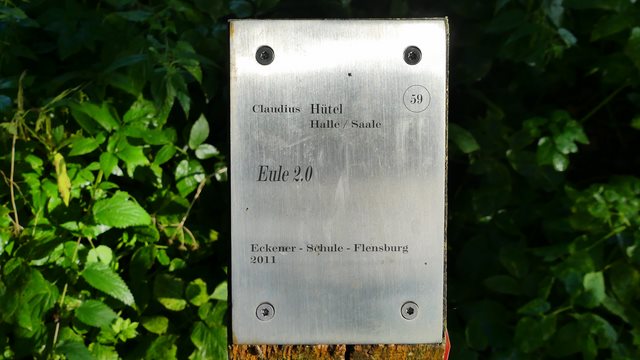 59
Claudius Hütel
Halle / Saale
Eule 2.0
Eckener - Schule - Flensburg
2011